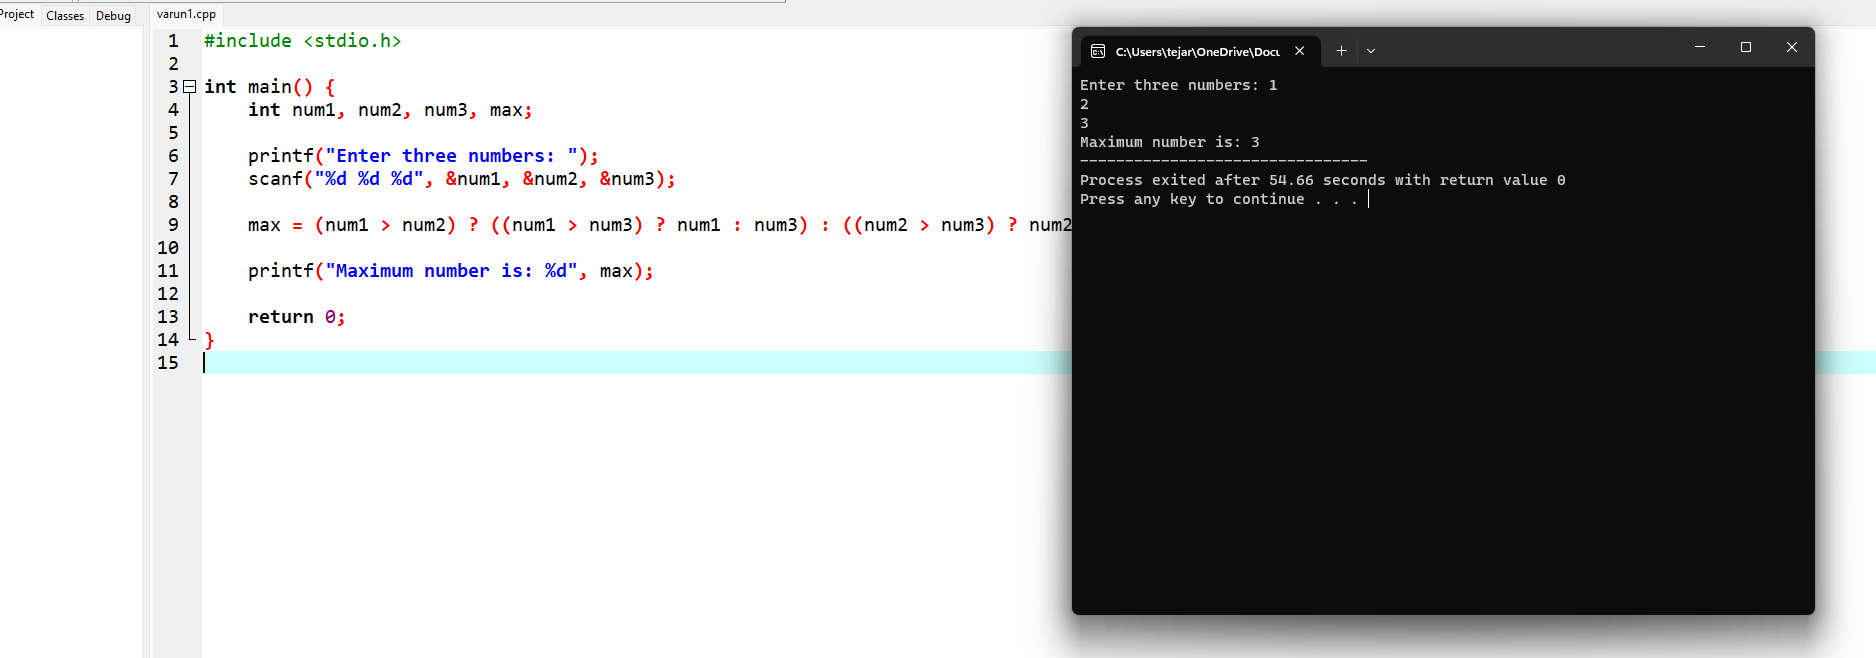 Project Classes Debug varun1.cpp
1 #include <stdio.h>
2
3 int main() {
4 int num1, num2, num3, max;
5
6 printf("Enter three numbers: ");
7 scanf("%d %d %d", &num1, &num2, &num3);
8
9 max = (num1 > num2) ? ((num1 > num3) ? num1 : num3) : ((num2 > num3) ? num2
10
11 printf("Maximum number is: %d", max);
12
13 return 0;
14 }
15
C:\Users\tejar\OneDrive\Docu
Enter three numbers: 1
2
3
Maximum number is: 3
--------------------------------
Process exited after 54.66 seconds with return value 0
Press any key to continue . . .